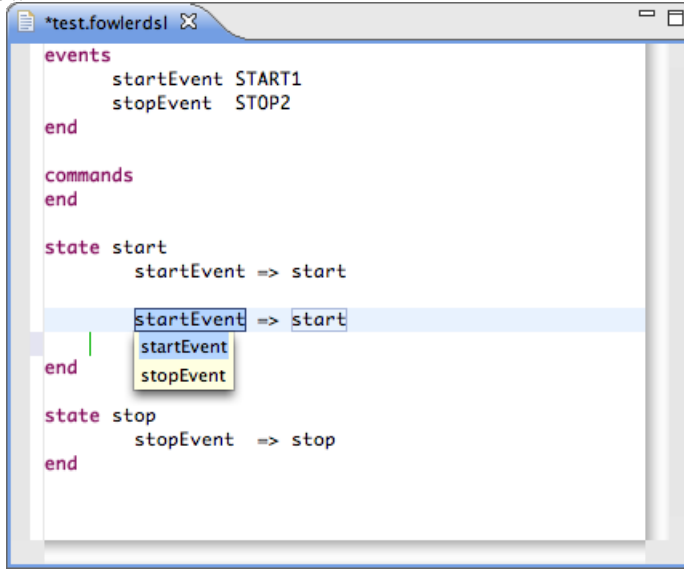 *test.fowlerdsl
events
startEvent START1
stopEvent STOP2
end
commands
end
state start
startEvent => start
startEvent => start
startEvent
stopEvent
end
state stop
stopEvent => stop
end